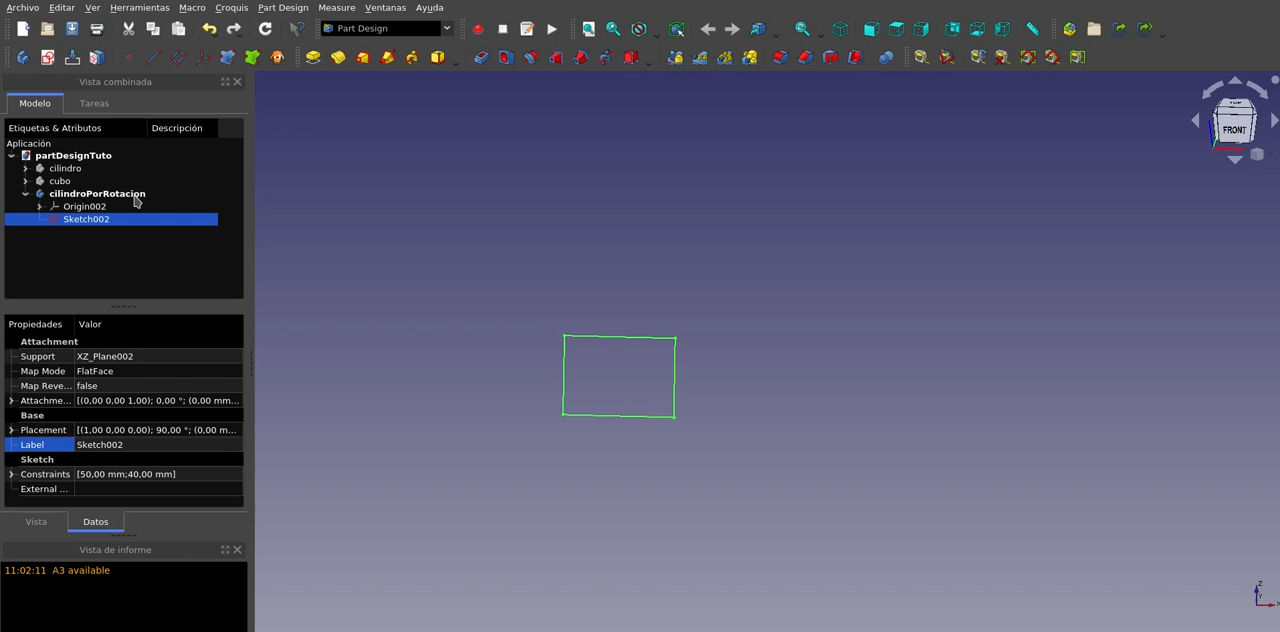 Archivo Editar Ver Herramientas Macro Croquis Part Design Measure Ventanas Ayuda
Part Design
Vista combinada
Modelo Tareas
Etiquetas & Atributos Descripción
Aplicación
partDesignTuto
cilindro
cubo
cilindroPorRotacion
Origin002
Sketch002
Propiedades Valor
Attachment
Support XZ_Plane002
Map Mode FlatFace
Map Reve... false
Attachme... [(0,00 0,00 1,00); 0,00 °; (0,00 mm...
Base
Placement [(1,00 0,00 0,00); 90,00 °; (0,00 m...
Label Sketch002
Sketch
Constraints [50,00 mm;40,00 mm]
External ...
Vista Datos
Vista de informe
11:02:11 A3 available
TOP
FRONT
Z
Y
X